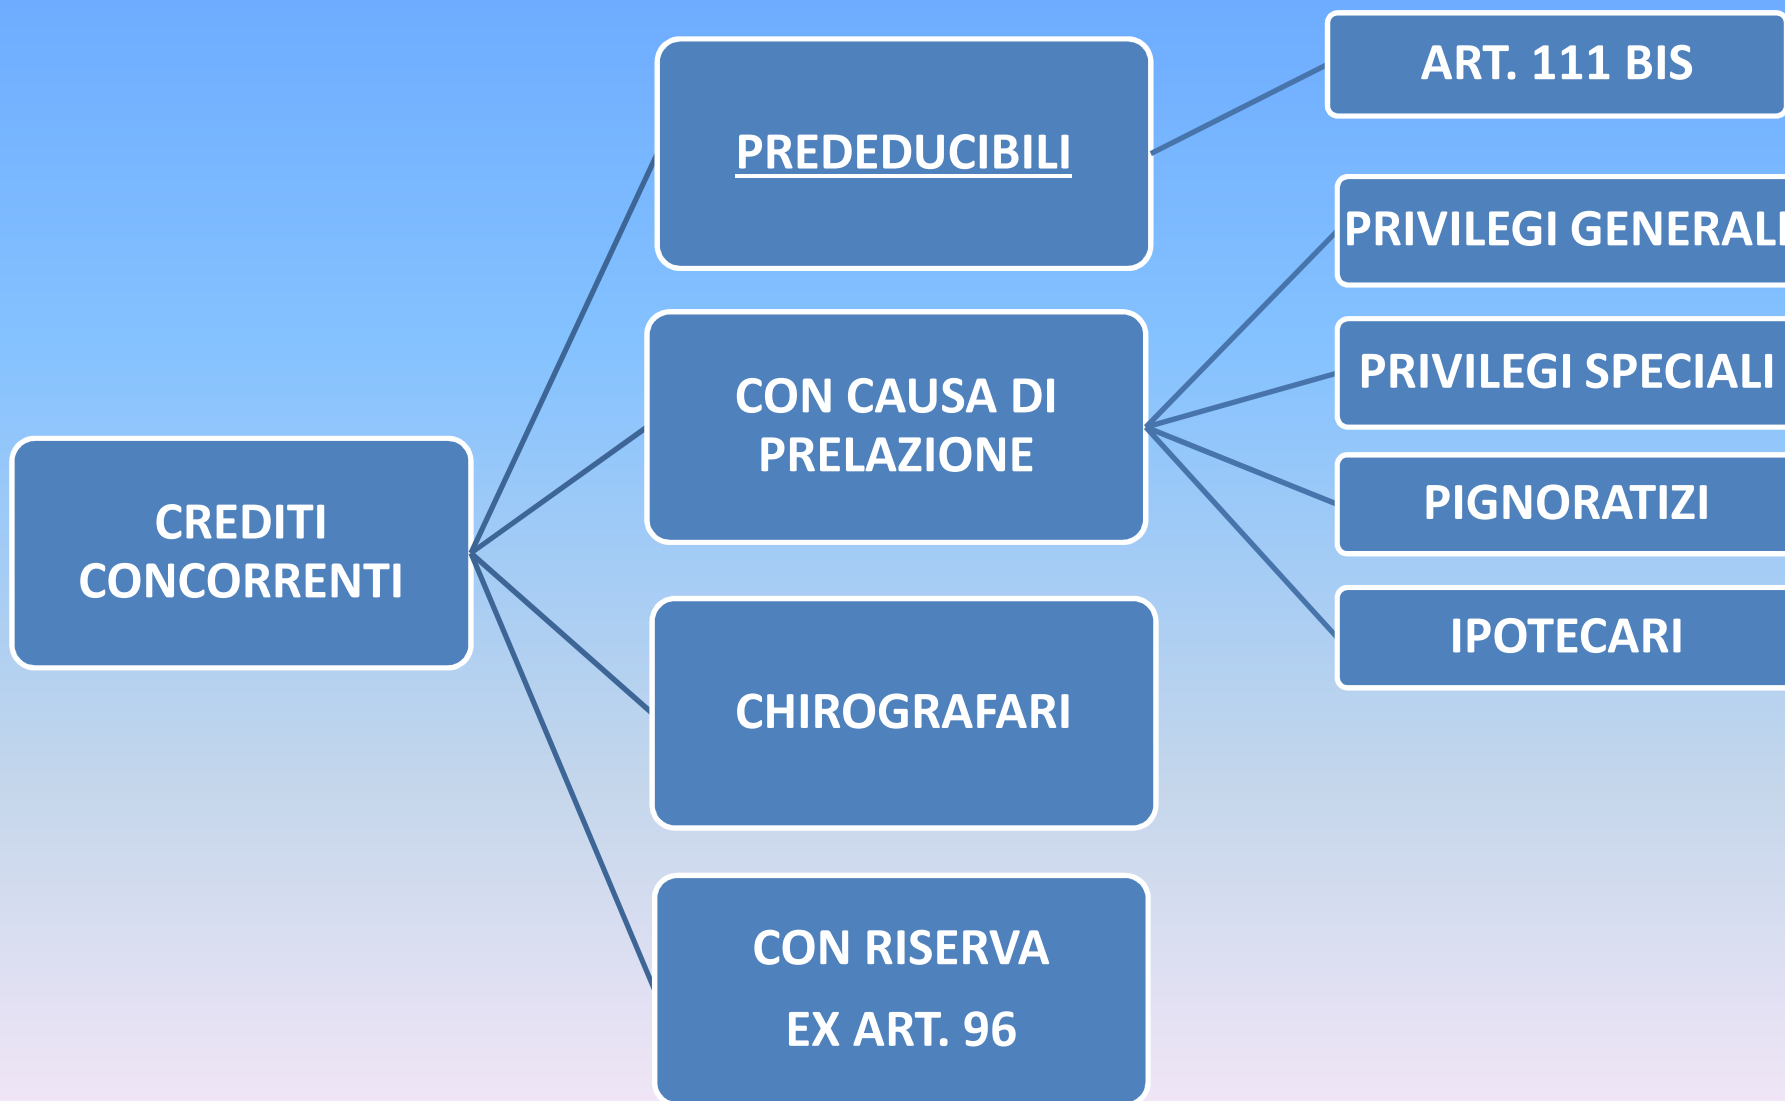 CREDITI
CONCORRENTI
PREDEDUCIBILI
ART. 111 BIS
CON CAUSA DI
PRELAZIONE
PRIVILEGI GENERALI
PRIVILEGI SPECIALI
PIGNORATIZI
IPOTECARI
CHIROGRAFARI
CON RISERVA
EX ART. 96